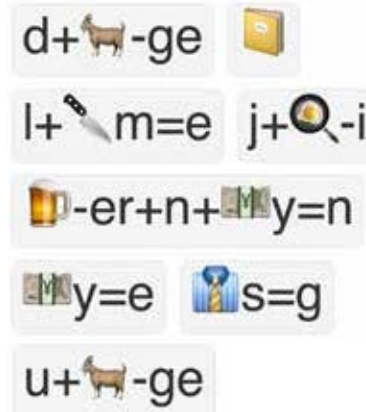 d+🐐-ge 📒
l+🔪m=e j+🍳-i
🍺-er+n+💵y=n
💵y=e 👔s=g
u+🐐-ge